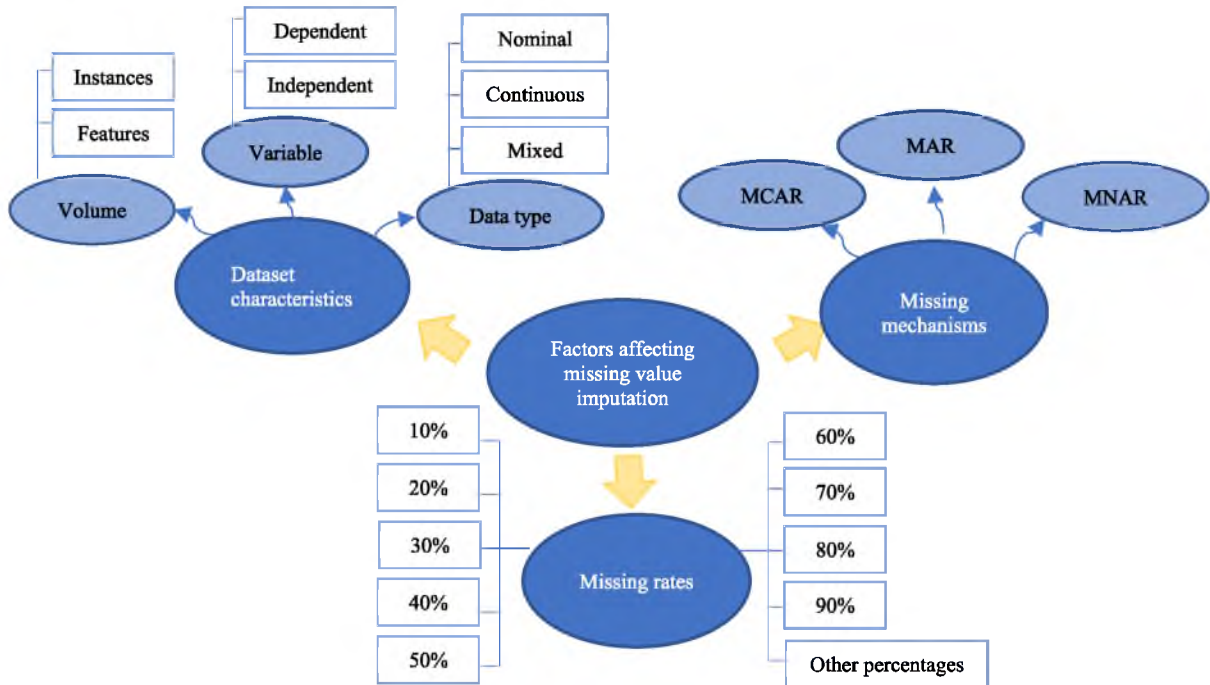 Dependent
Independent
Nominal
Continuous
Mixed
Instances
Features
Variable
Volume
Data type
Dataset
characteristics
MAR
MCAR
MNAR
Missing
mechanisms
Factors affecting
missing value
imputation
10%
20%
30%
40%
50%
60%
70%
80%
90%
Other percentages
Missing rates